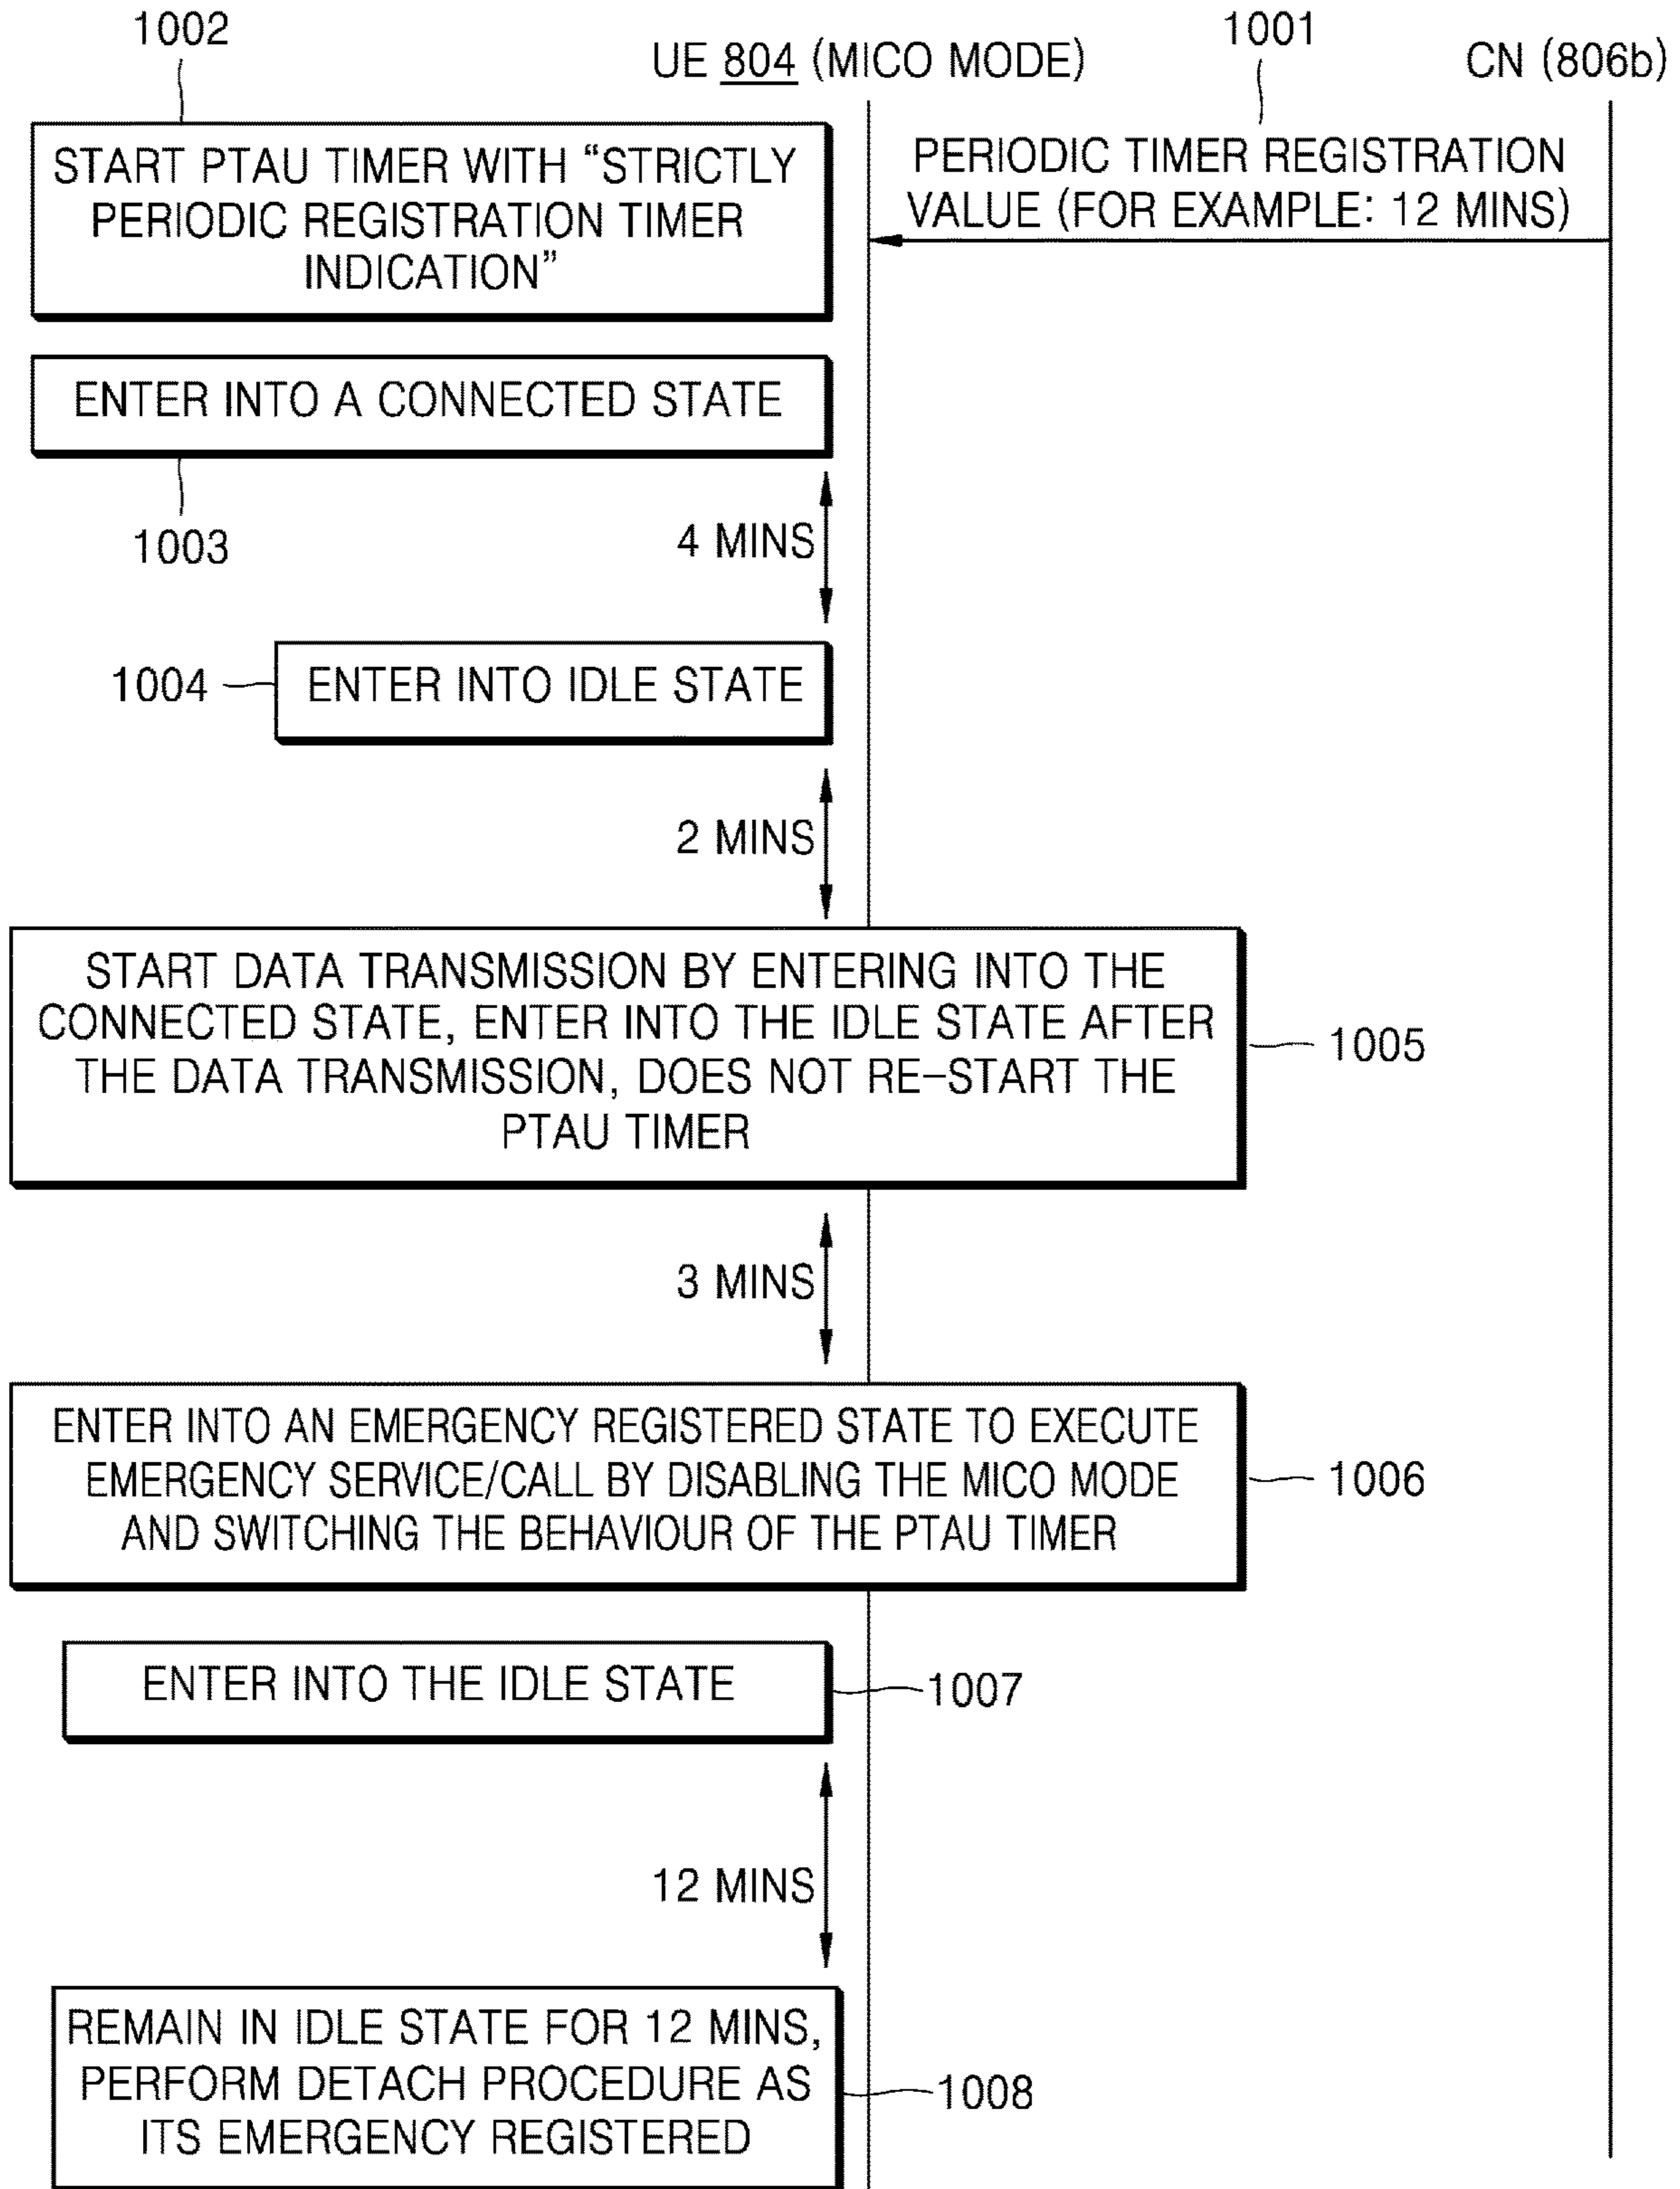 1002
UE 804 (MICO MODE)
1001
CN (806b)
START PTAU TIMER WITH “STRICTLY
PERIODIC REGISTRATION TIMER
INDICATION”
PERIODIC TIMER REGISTRATION
VALUE (FOR EXAMPLE: 12 MINS)
ENTER INTO A CONNECTED STATE
1003
4 MINS
1004
ENTER INTO IDLE STATE
2 MINS
START DATA TRANSMISSION BY ENTERING INTO THE
CONNECTED STATE, ENTER INTO THE IDLE STATE AFTER
THE DATA TRANSMISSION, DOES NOT RE-START THE
PTAU TIMER
1005
3 MINS
ENTER INTO AN EMERGENCY REGISTERED STATE TO EXECUTE
EMERGENCY SERVICE/CALL BY DISABLING THE MICO MODE
AND SWITCHING THE BEHAVIOUR OF THE PTAU TIMER
1006
ENTER INTO THE IDLE STATE
1007
12 MINS
REMAIN IN IDLE STATE FOR 12 MINS,
PERFORM DETACH PROCEDURE AS
ITS EMERGENCY REGISTERED
1008